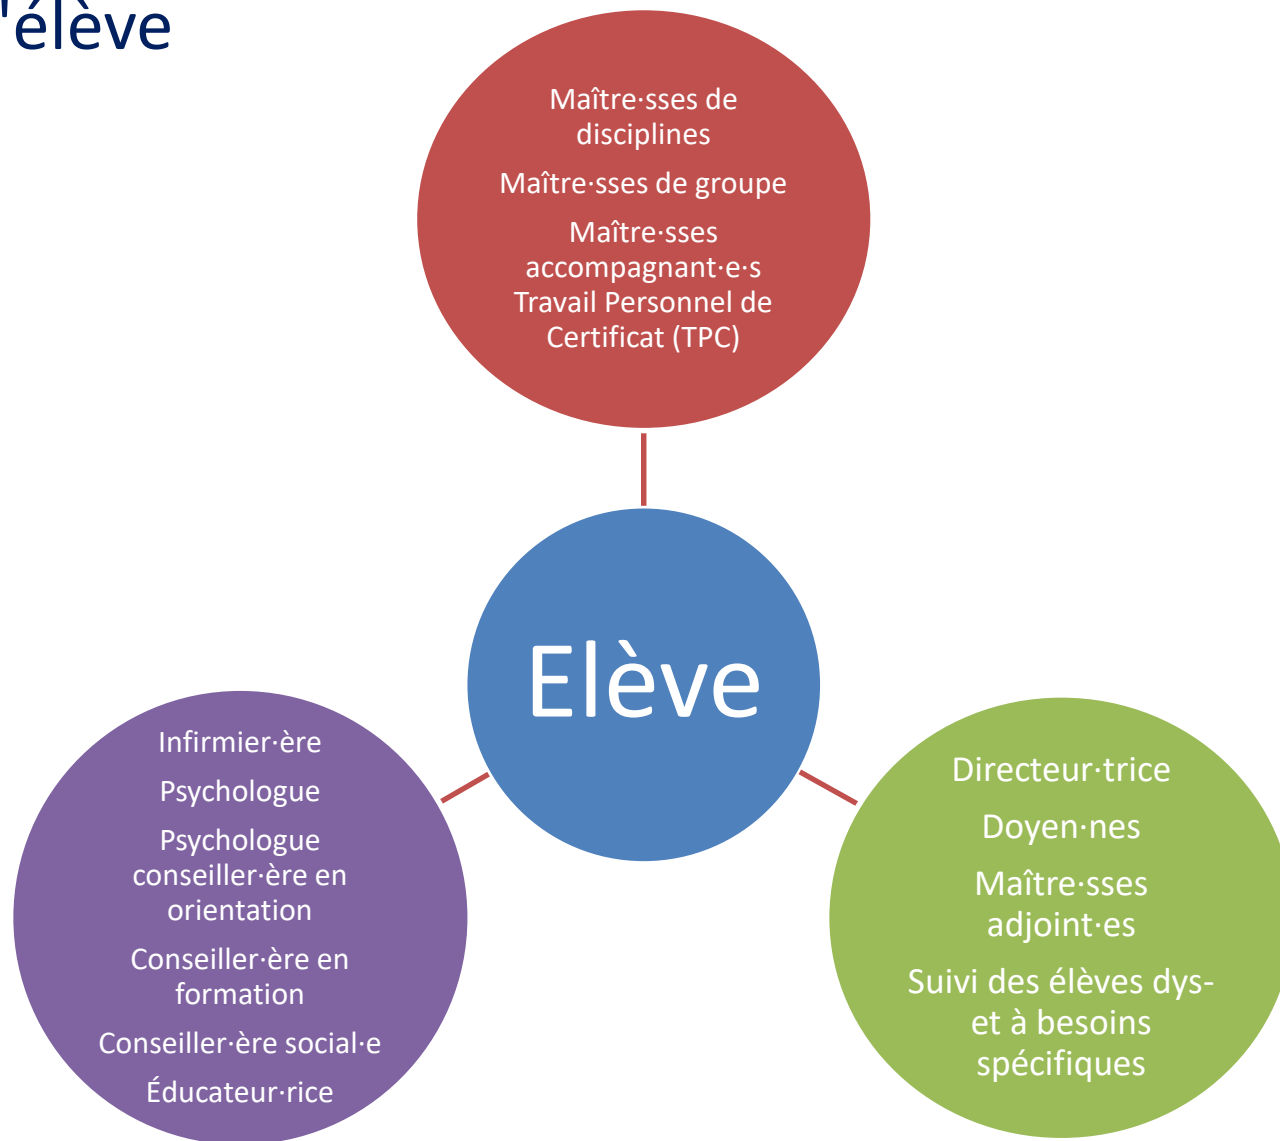 'élève
Maître·sses de
disciplines
Maître·sses de groupe
Maître·sses
accompagnant·e·s
Travail Personnel de
Certificat (TPC)
Elève
Infirmier·ère
Psychologue
Psychologue
conseiller·ère en
orientation
Conseiller·ère en
formation
Conseiller·ère social·e
Éducateur·rice
Directeur·trice
Doyen·nes
Maître·sses
adjoint·es
Suivi des élèves dys-
et à besoins
spécifiques